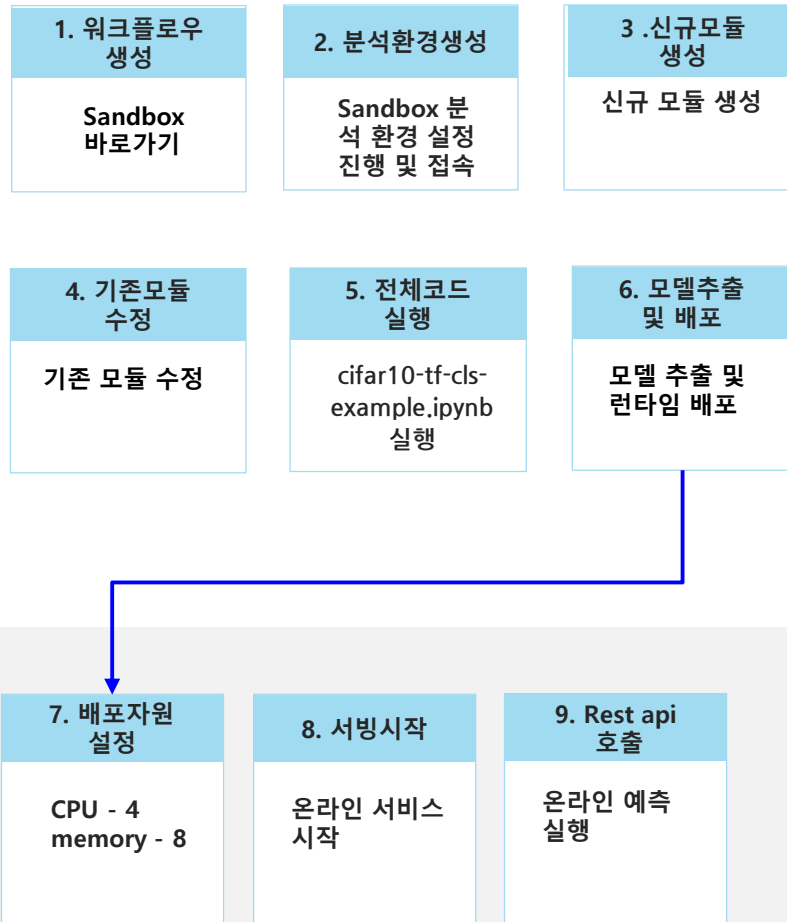 1. 워크플로우
생성
Sandbox
바로가기
2. 분석환경생성
Sandbox 분
석 환경 설정
진행 및 접속
3 .신규모듈
생성
신규 모듈 생성
4. 기존모듈
수정
기존 모듈 수정
5. 전체코드
실행
cifar10-tf-cls-
example.ipynb
실행
6. 모델추출
및 배포
모델 추출 및
런타임 배포
7. 배포자원
설정
CPU - 4
memory - 8
8. 서빙시작
온라인 서비스
시작
9. Rest api
호출
온라인 예측
실행